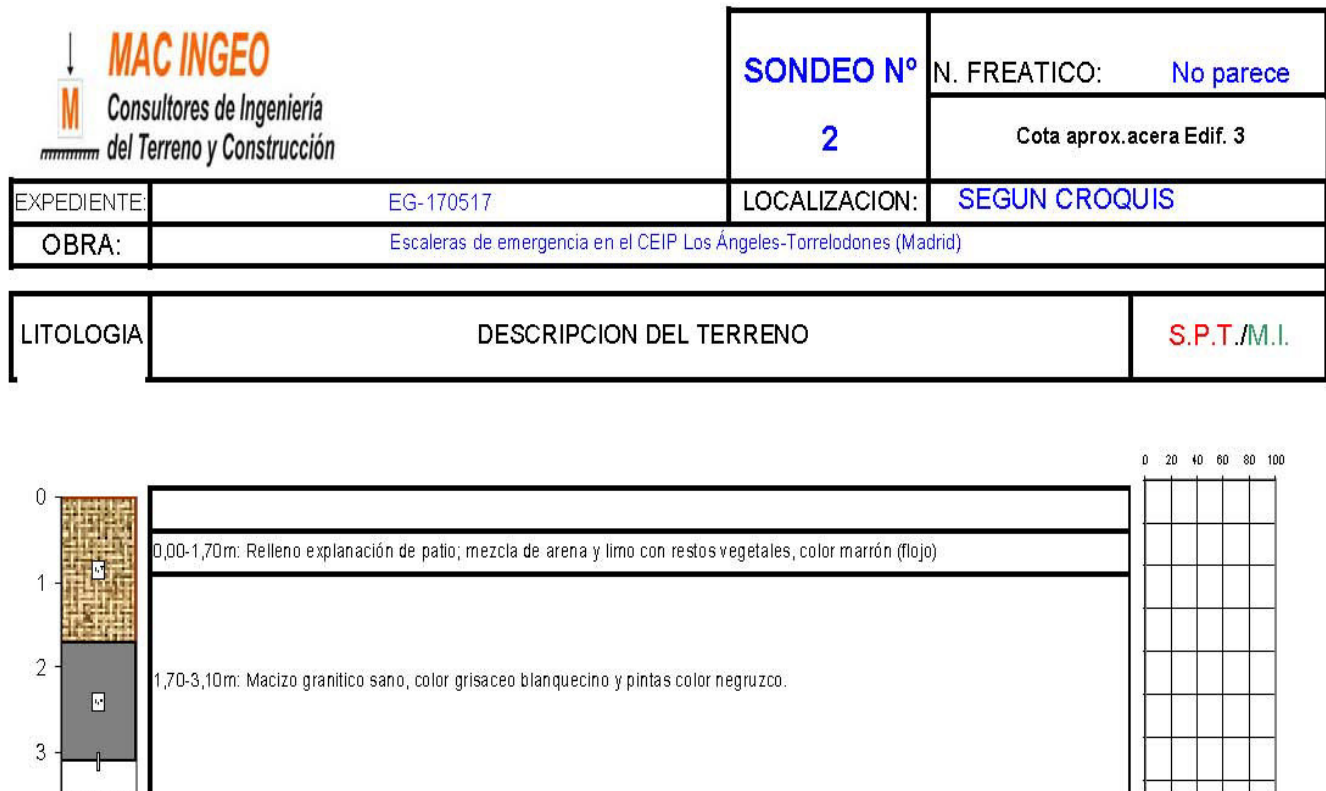 MAC INGEO
Consultores de Ingeniería
del Terreno y Construcción
M
SONDEO Nº
2
N. FREATICO: No parece
Cota aprox.acera Edif. 3
EXPEDIENTE: EG-170517
LOCALIZACION: SEGUN CROQUIS
OBRA: Escaleras de emergencia en el CEIP Los Ángeles-Torrelodones (Madrid)
LITOLOGIA DESCRIPCION DEL TERRENO S.P.T./M.I.
0 20 40 60 80 100
0
0,00-1,70m: Relleno explanación de patio; mezcla de arena y limo con restos vegetales, color marrón (flojo)
1
2
1,70-3,10m: Macizo granitico sano, color grisaceo blanquecino y pintas color negruzco.
3